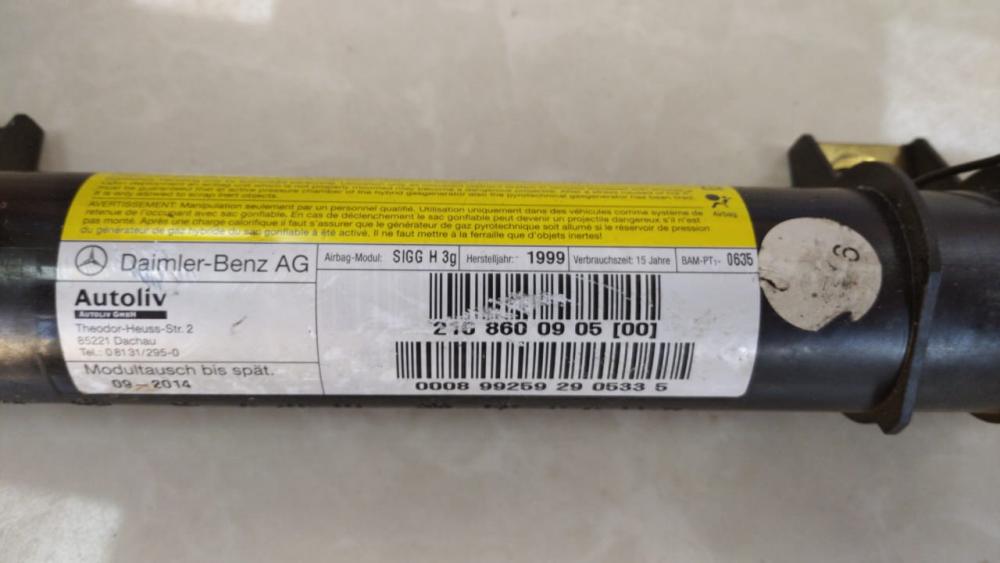 AVERTISSEMENT: Manipulation seulement par un personnel qualifié. Utilisation uniquement dans des véhicules comme système de
retenue de l'occupant avec sac gonflable. En cas de déclenchement le sac gonflable peut devenir un projectile dangereux s'il n'est
pas monté. Après une charge calorifique il faut s'assurer que le générateur de gaz pyrotechnique soit allumé si le réservoir de pression
du générateur de gaz hybride du sac gonflable à été activé. Il ne faut mettre à la ferraille que d'objets inertes!
Airbag
Daimler-Benz AG
Airbag-Modul: SIGG H 3g
Herstelljahr: 1999
Verbrauchszeit: 15 Jahre
BAM-PT1- 0635
Autoliv
AUTOLIV GMBH
Theodor-Heuss-Str. 2
85221 Dachau
Tel.: 0 81 31/295-0
Modultausch bis spät.
09-2014
210 860 09 05 [00]
0008 99259 29 0533 5